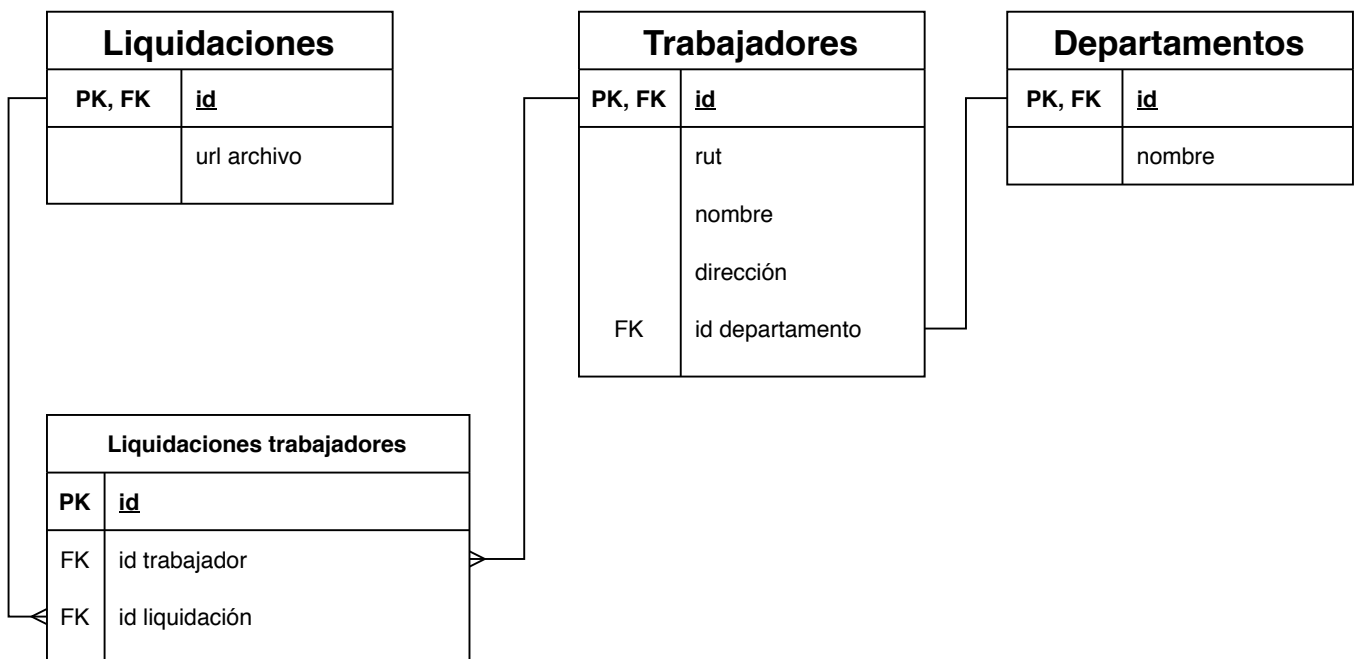 Liquidaciones
PK, FK id
url archivo
Trabajadores
PK, FK id
rut
nombre
dirección
FK id departamento
Departamentos
PK, FK id
nombre
Liquidaciones trabajadores
PK id
FK id trabajador
FK id liquidación